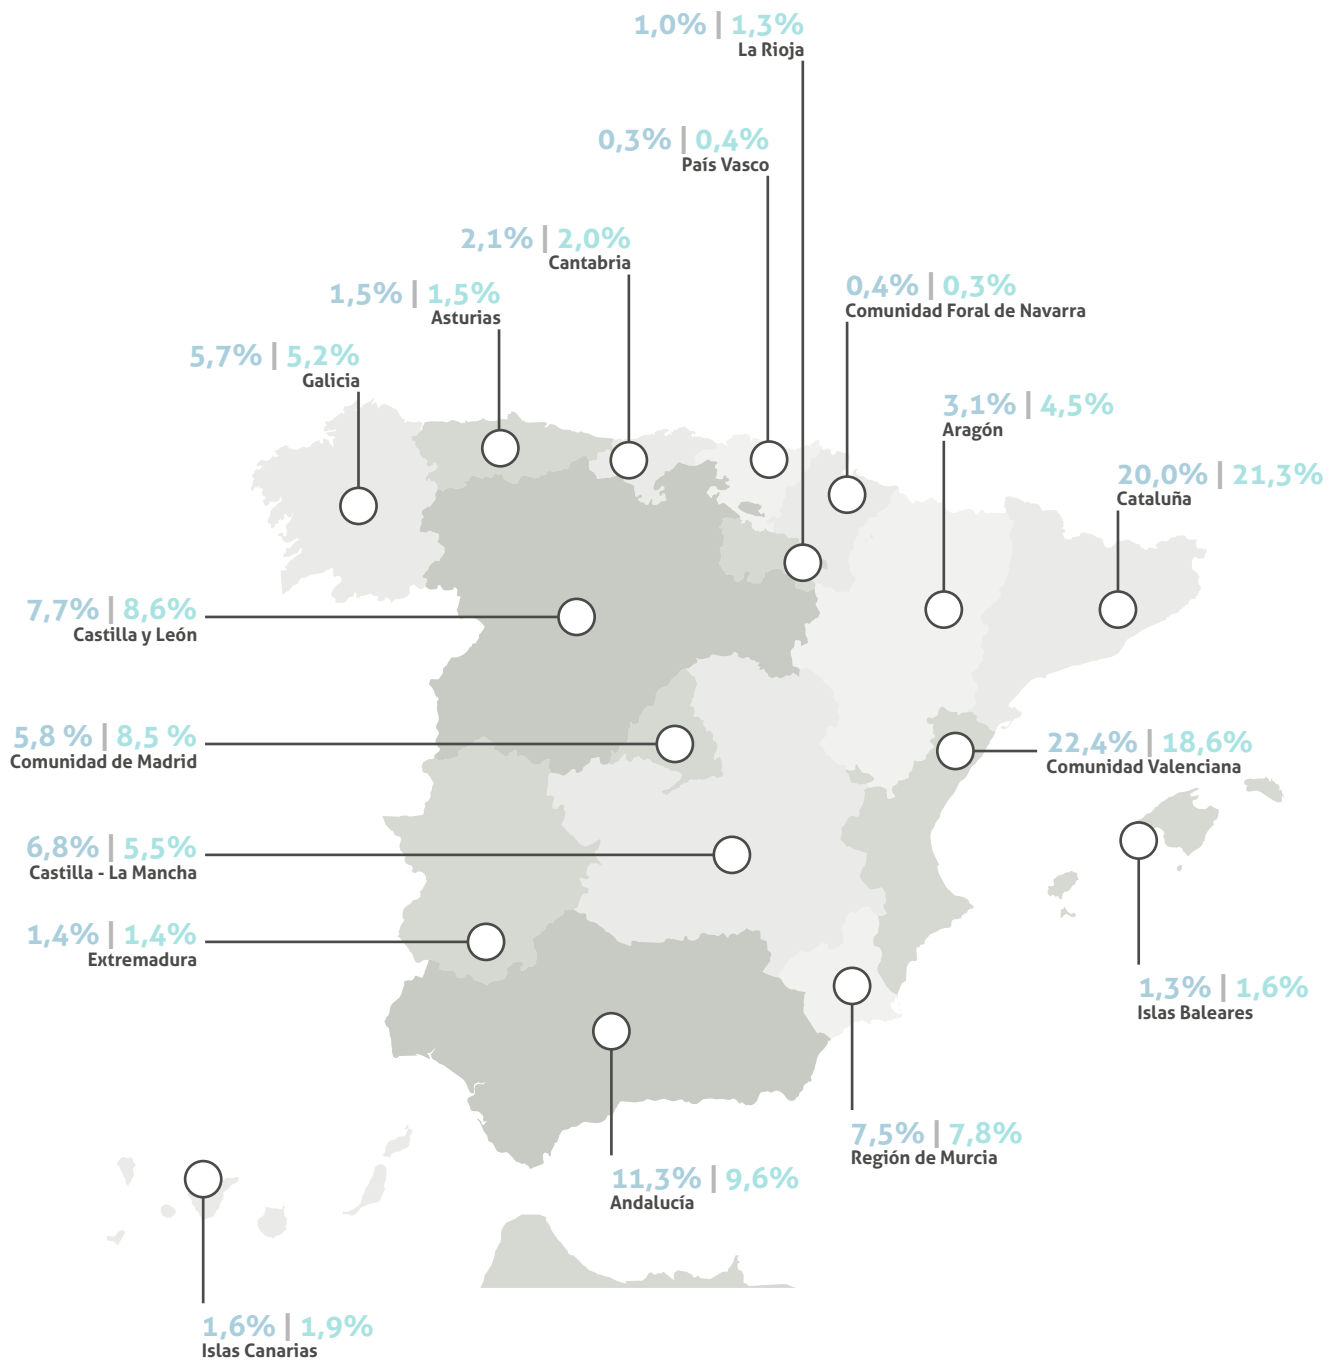 1,0% | 1,3%
La Rioja
0,3% | 0,4%
País Vasco
2,1% | 2,0%
Cantabria
1,5% | 1,5%
Asturias
0,4% | 0,3%
Comunidad Foral de Navarra
5,7% | 5,2%
Galicia
3,1% | 4,5%
Aragón
20,0% | 21,3%
Cataluña
7,7% | 8,6%
Castilla y León
5,8 % | 8,5 %
Comunidad de Madrid
22,4% | 18,6%
Comunidad Valenciana
6,8% | 5,5%
Castilla - La Mancha
1,4% | 1,4%
Extremadura
1,3% | 1,6%
Islas Baleares
7,5% | 7,8%
Región de Murcia
11,3% | 9,6%
Andalucía
1,6% | 1,9%
Islas Canarias